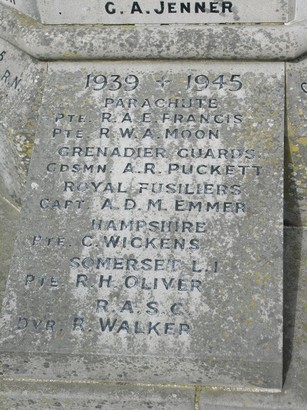 G. A. JENNER
1939 + 1945
PARACHUTE
PTE. R.A.E. FRANCIS
PTE. R.W.A. MOON
GRENADIER GUARDS
GDSMN. A.R. PUCKETT
ROYAL FUSILIERS
CAPT. A.D.M. EMMER
HAMPSHIRE
PTE. C. WICKENS
SOMERSET L.I.
PTE. R.H. OLIVER
R.A.S.C.
DVR. R. WALKER